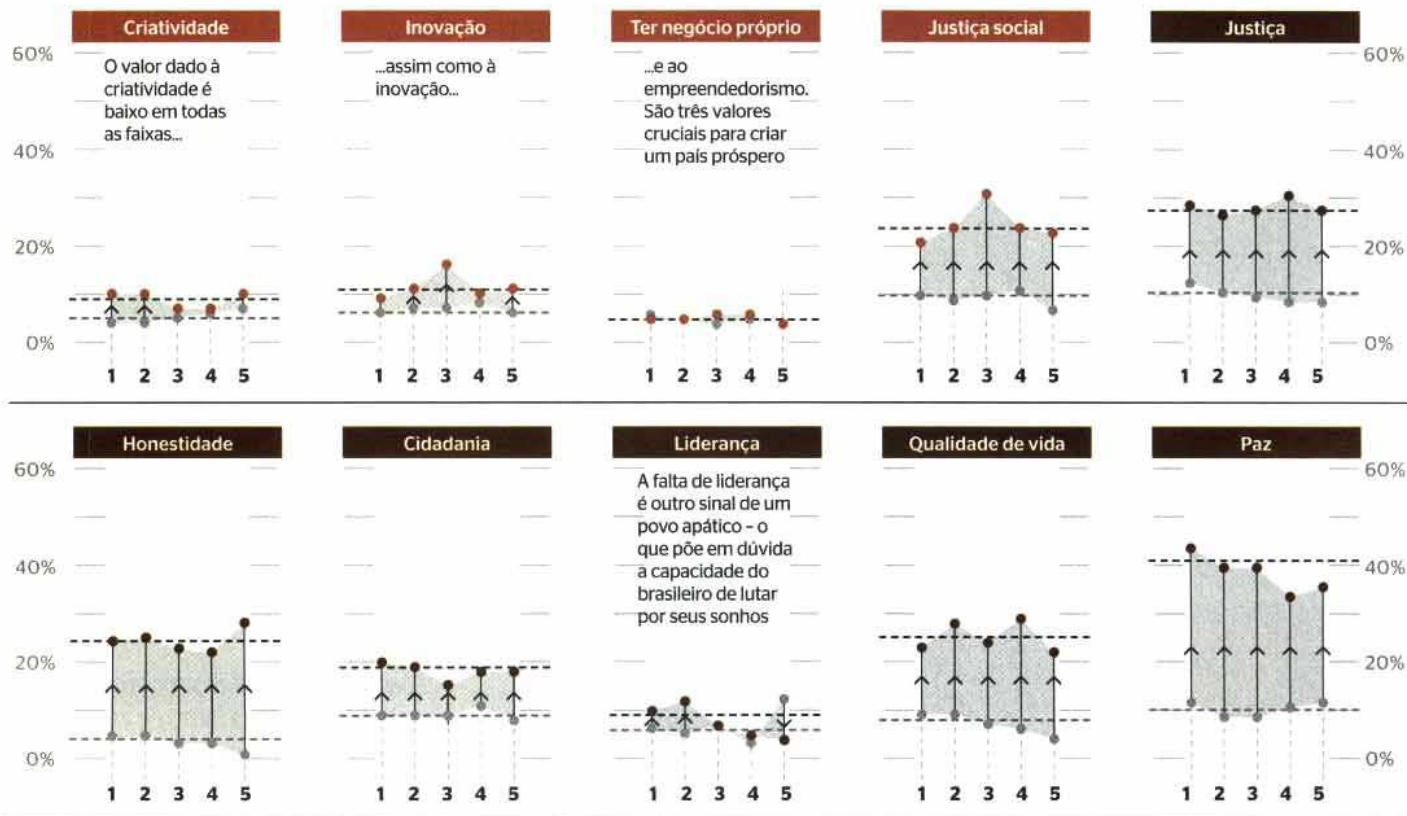 Criatividade
Inovação
Ter negócio próprio
Justiça social
Justiça
60%
40%
20%
0%
O valor dado à
criatividade é
baixo em todas
as faixas...
...assim como à
inovação...
...e ao
empreendedorismo.
São três valores
cruciais para criar
um país próspero
60%
40%
20%
0%
1 2 3 4 5
1 2 3 4 5
1 2 3 4 5
1 2 3 4 5
1 2 3 4 5
Honestidade
Cidadania
Liderança
Qualidade de vida
Paz
60%
40%
20%
0%
A falta de liderança
é outro sinal de um
povo apático – o
que põe em dúvida
a capacidade do
brasileiro de lutar
por seus sonhos
60%
40%
20%
0%
1 2 3 4 5
1 2 3 4 5
1 2 3 4 5
1 2 3 4 5
1 2 3 4 5